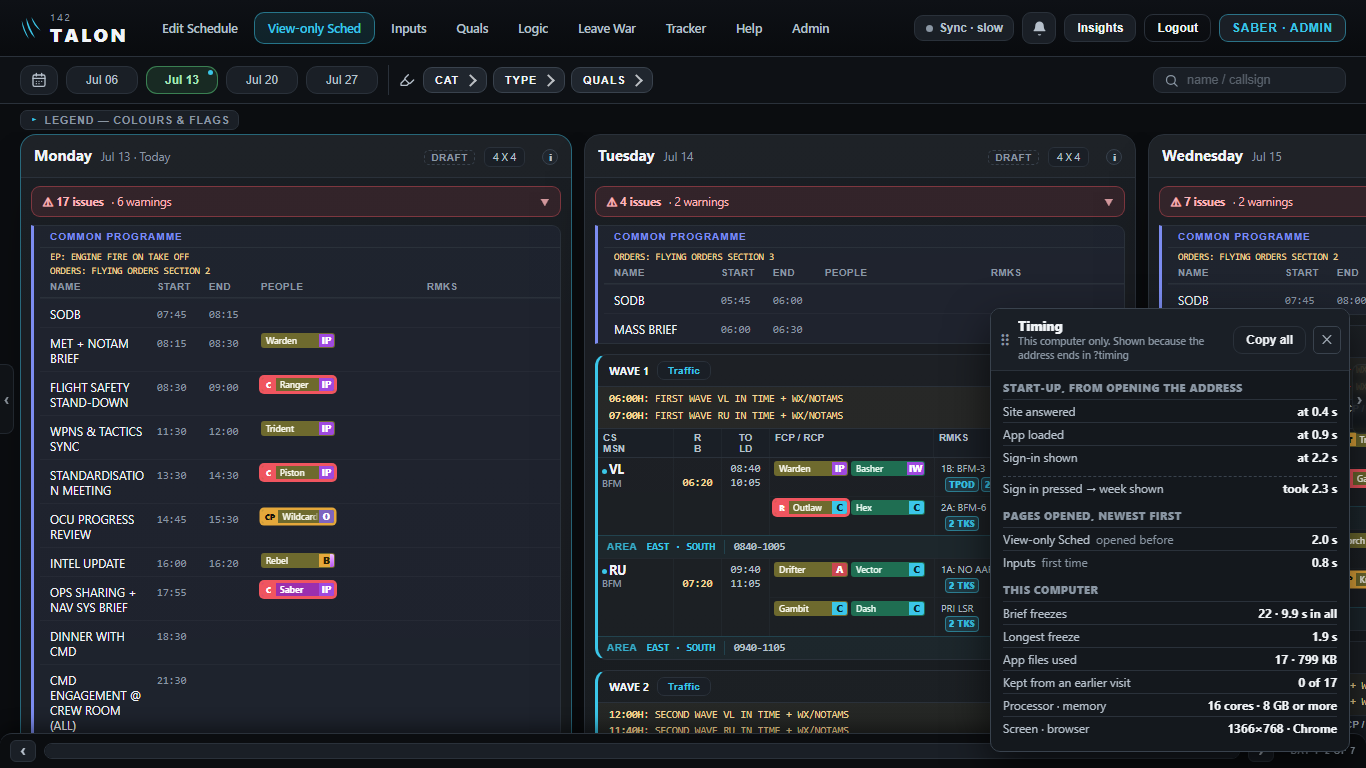 142
TALON
Edit Schedule
View-only Sched
Inputs
Quals
Logic
Leave War
Tracker
Help
Admin
Sync · slow
Insights
Logout
SABER · ADMIN
Jul 06
Jul 13
Jul 20
Jul 27
CAT
TYPE
QUALS
name / callsign
LEGEND — COLOURS & FLAGS
Monday Jul 13 · Today
DRAFT
4 X 4
i
17 issues · 6 warnings
COMMON PROGRAMME
EP: ENGINE FIRE ON TAKE OFF
ORDERS: FLYING ORDERS SECTION 2
NAME START END PEOPLE RMKS
SODB 07:45 08:15
MET + NOTAM 08:15 08:30 Warden IP
BRIEF
FLIGHT SAFETY 08:30 09:00 C Ranger IP
STAND-DOWN
WPNS & TACTICS 11:30 12:00 Trident IP
SYNC
STANDARDISATIO 13:30 14:30 C Piston IP
N MEETING
OCU PROGRESS 14:45 15:30 CP Wildcard O
REVIEW
INTEL UPDATE 16:00 16:20 Rebel B
OPS SHARING + 17:55 C Saber IP
NAV SYS BRIEF
DINNER WITH 18:30
CMD
CMD 21:30
ENGAGEMENT @
CREW ROOM
(ALL)
Tuesday Jul 14
DRAFT
4 X 4
i
4 issues · 2 warnings
COMMON PROGRAMME
ORDERS: FLYING ORDERS SECTION 3
NAME START END PEOPLE RMKS
SODB 05:45 06:00
MASS BRIEF 06:00 06:30
WAVE 1 Traffic
06:00H: FIRST WAVE VL IN TIME + WX/NOTAMS
07:00H: FIRST WAVE RU IN TIME + WX/NOTAMS
CS R TO FCP / RCP RMKS
MSN B LD
VL 08:40 Warden IP Basher IW 1B: BFM-3
BFM 06:20 10:05 TPOD 2
R Outlaw C Hex C 2A: BFM-6
2 TKS
AREA EAST · SOUTH 0840-1005
RU 09:40 Drifter A Vector C 1A: NO AA
BFM 07:20 11:05 2 TKS
Gambit C Dash C PRI LSR
2 TKS
AREA EAST · SOUTH 0940-1105
WAVE 2 Traffic
12:00H: SECOND WAVE VL IN TIME + WX/NOTAMS
11:40H: SECOND WAVE RU IN TIME + WX/NOTAMS
Wednesday Jul 15
7 issues · 2 warnings
COMMON PROGRAMME
ORDERS: FLYING ORDERS SECTION 2
NAME START END
SODB 07:45 08:00
Timing
This computer only. Shown because the
address ends in ?timing
Copy all
START-UP, FROM OPENING THE ADDRESS
Site answered at 0.4 s
App loaded at 0.9 s
Sign-in shown at 2.2 s
Sign in pressed → week shown took 2.3 s
PAGES OPENED, NEWEST FIRST
View-only Sched opened before 2.0 s
Inputs first time 0.8 s
THIS COMPUTER
Brief freezes 22 · 9.9 s in all
Longest freeze 1.9 s
App files used 17 · 799 KB
Kept from an earlier visit 0 of 17
Processor · memory 16 cores · 8 GB or more
Screen · browser 1366×768 · Chrome